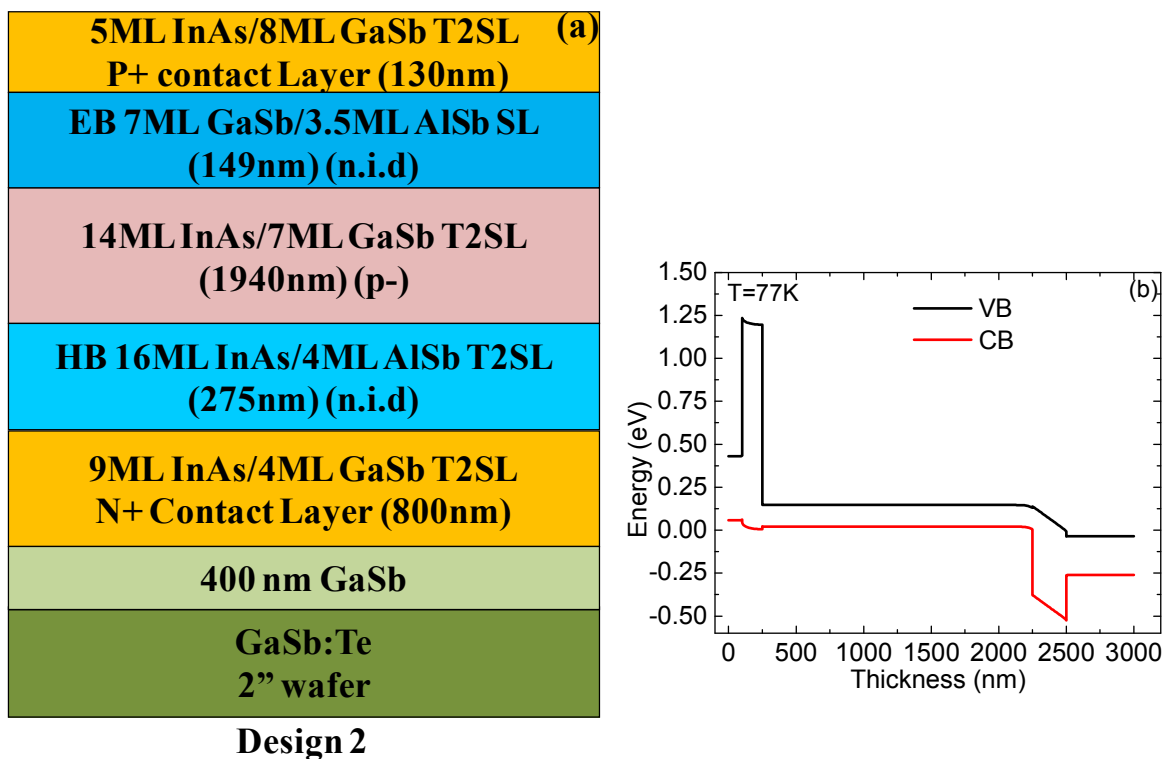 5ML InAs/8ML GaSb T2SL
(a)
P+ contact Layer (130nm)
EB 7ML GaSb/3.5ML AlSb SL
(149nm) (n.i.d)
14ML InAs/7ML GaSb T2SL
(1940nm) (p-)
HB 16ML InAs/4ML AlSb T2SL
(275nm) (n.i.d)
9ML InAs/4ML GaSb T2SL
N+ Contact Layer (800nm)
400 nm GaSb
GaSb:Te
2” wafer
Design 2
(b)
T=77K
VB
CB
Energy (eV)
1.50
1.25
1.00
0.75
0.50
0.25
0.00
-0.25
-0.50
0 500 1000 1500 2000 2500 3000
Thickness (nm)